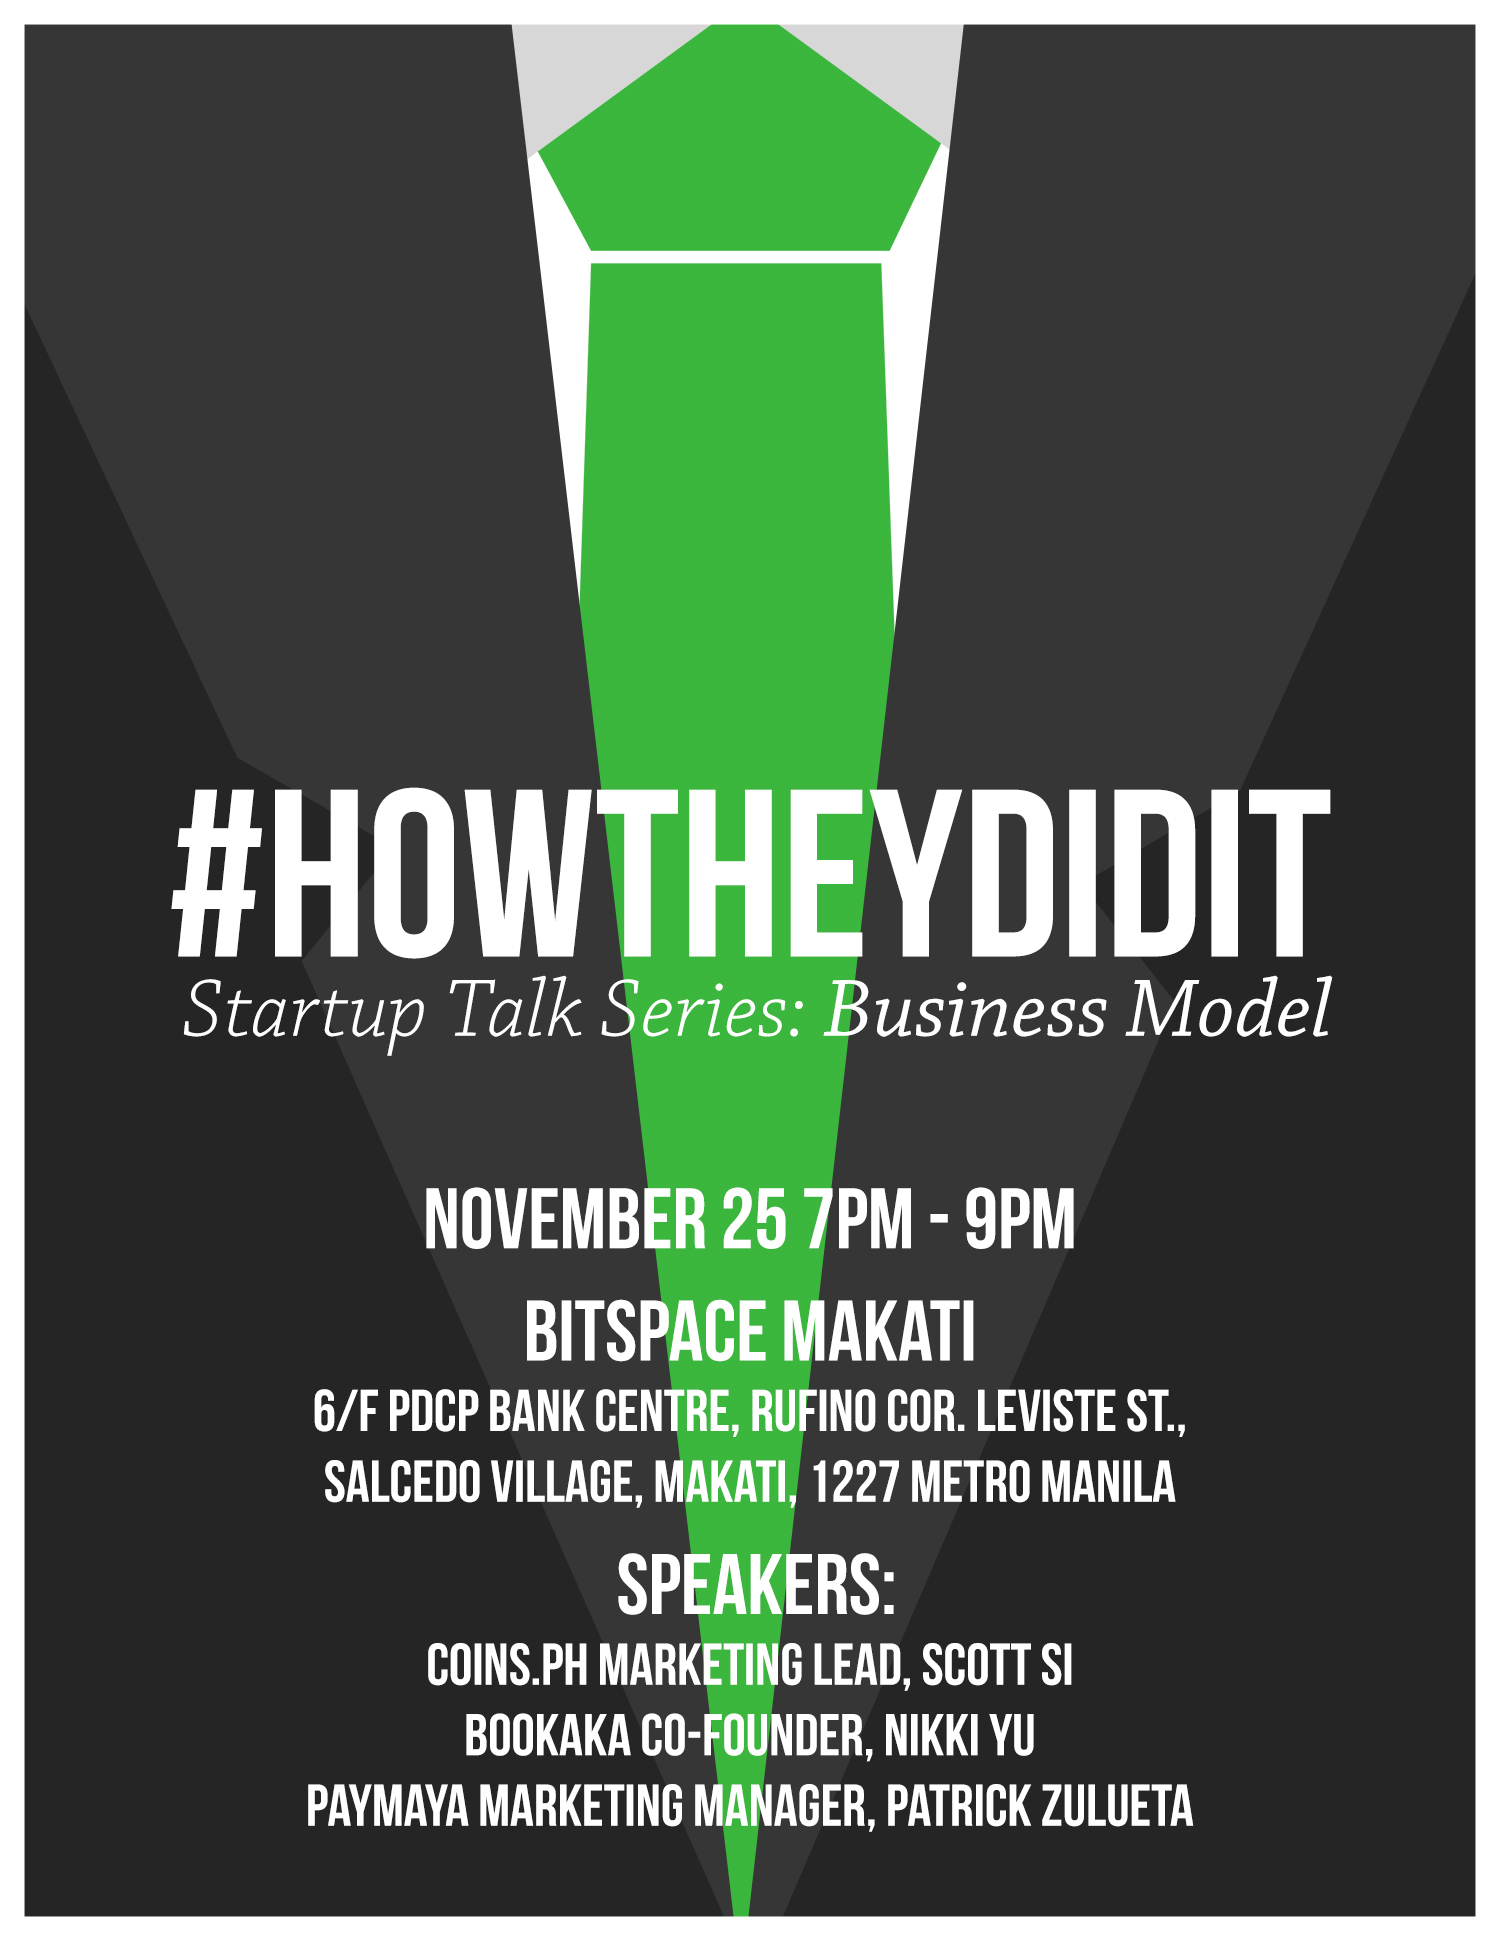 #HOWTHEYDIDIT
Startup Talk Series: Business Model
NOVEMBER 25 7PM - 9PM
BITSPACE MAKATI
6/F PDCP BANK CENTRE, RUFINO COR. LEVISTE ST.,
SALCEDO VILLAGE, MAKATI, 1227 METRO MANILA
SPEAKERS:
COINS.PH MARKETING LEAD, SCOTT SI
BOOKAKA CO-FOUNDER, NIKKI YU
PAYMAYA MARKETING MANAGER, PATRICK ZULUETA